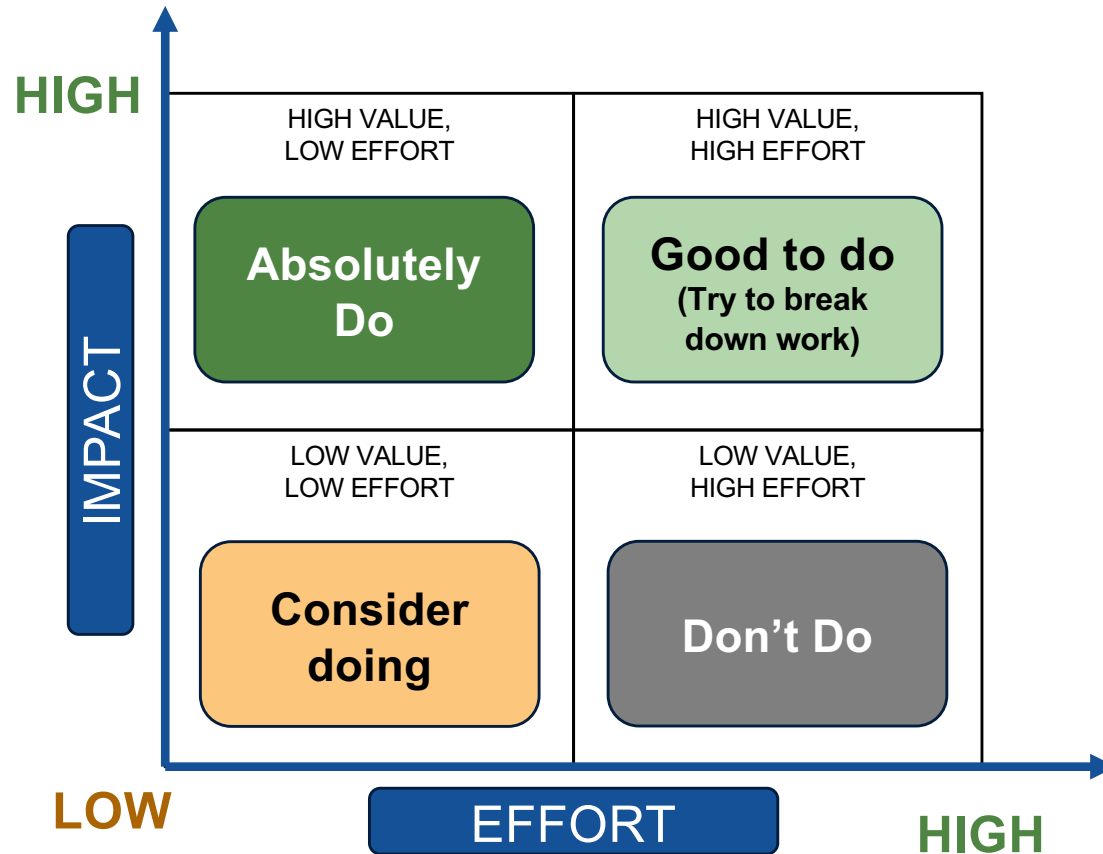 HIGH
HIGH VALUE,
LOW EFFORT
HIGH VALUE,
HIGH EFFORT
Absolutely
Do
Good to do
(Try to break
down work)
IMPACT
LOW VALUE,
LOW EFFORT
LOW VALUE,
HIGH EFFORT
Consider
doing
Don’t Do
LOW
EFFORT
HIGH